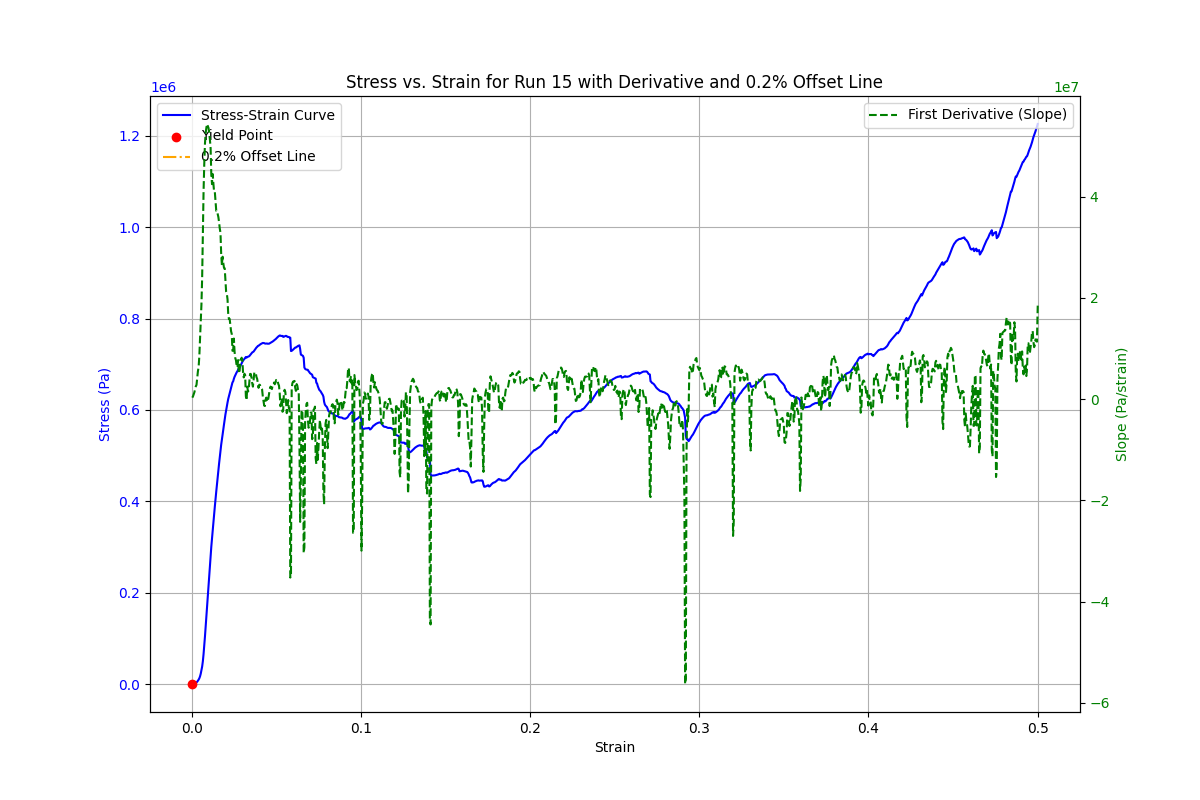 Stress vs. Strain for Run 15 with Derivative and 0.2% Offset Line
1e6
1e7
Stress-Strain Curve
Yield Point
0.2% Offset Line
First Derivative (Slope)
1.2
1.0
0.8
0.6
0.4
0.2
0.0
Stress (Pa)
4
2
0
−2
−4
−6
Slope (Pa/strain)
0.0 0.1 0.2 0.3 0.4 0.5
Strain